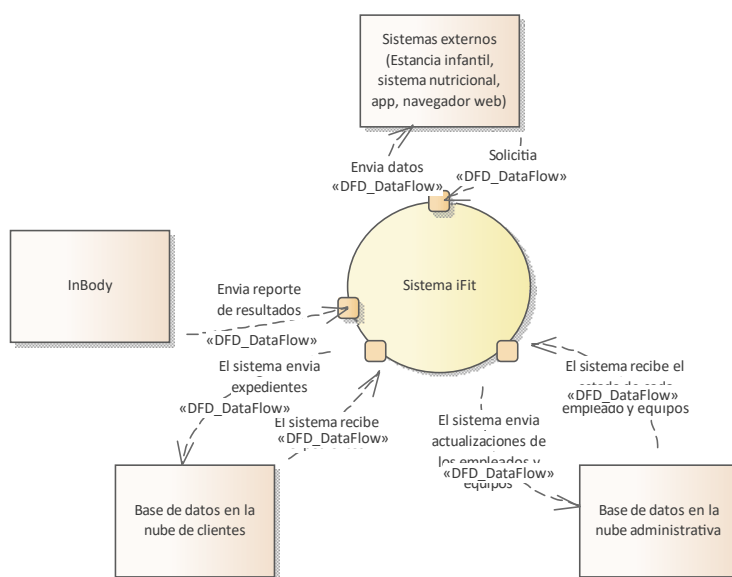 Sistemas externos
(Estancia infantil,
sistema nutricional,
app, navegador web)
Envia datos
«DFD_DataFlow»
Solicitia
«DFD_DataFlow»
InBody
Sistema iFit
Envia reporte
de resultados
«DFD_DataFlow»
El sistema envia
expedientes
«DFD_DataFlow»
El sistema recibe
«DFD_DataFlow»
El sistema envia
actualizaciones de
los empleados y
«DFD_DataFlow»
equipos
El sistema recibe el
«DFD_DataFlow»
empleado y equipos
Base de datos en la
nube de clientes
Base de datos en la
nube administrativa